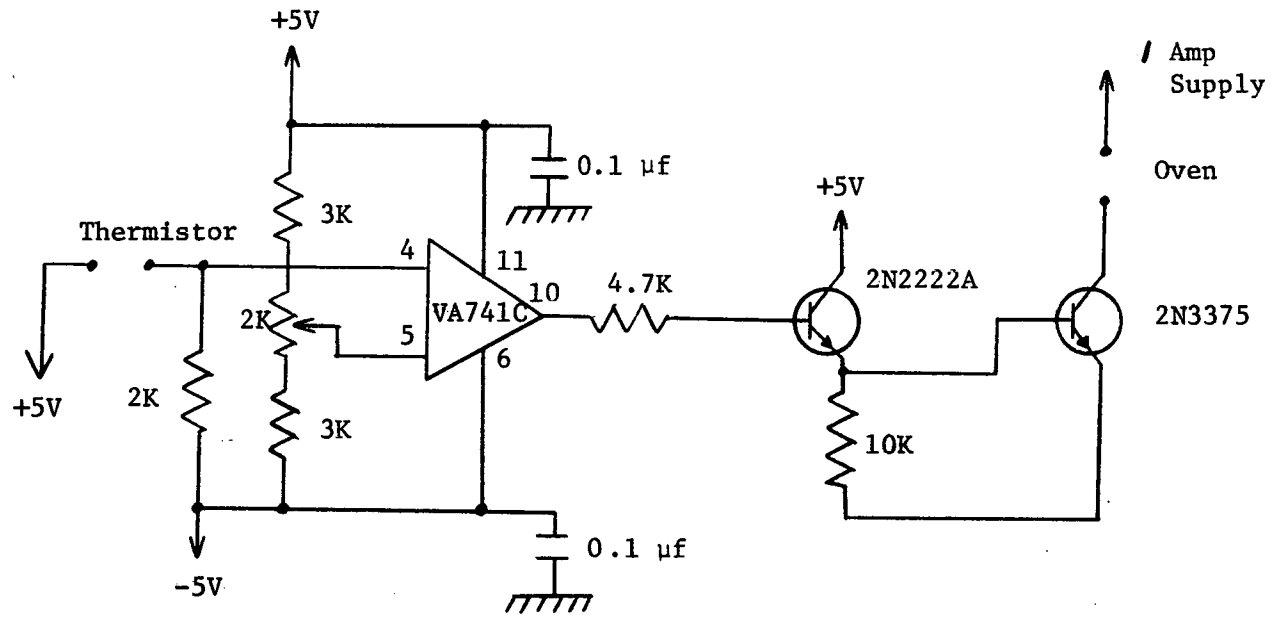 +5V
/ Amp
Supply
0.1 µf
Oven
+5V
3K
Thermistor
4
11
2N2222A
10
4.7K
VA741C
2K
2N3375
5
6
+5V
2K
3K
10K
0.1 µf
-5V